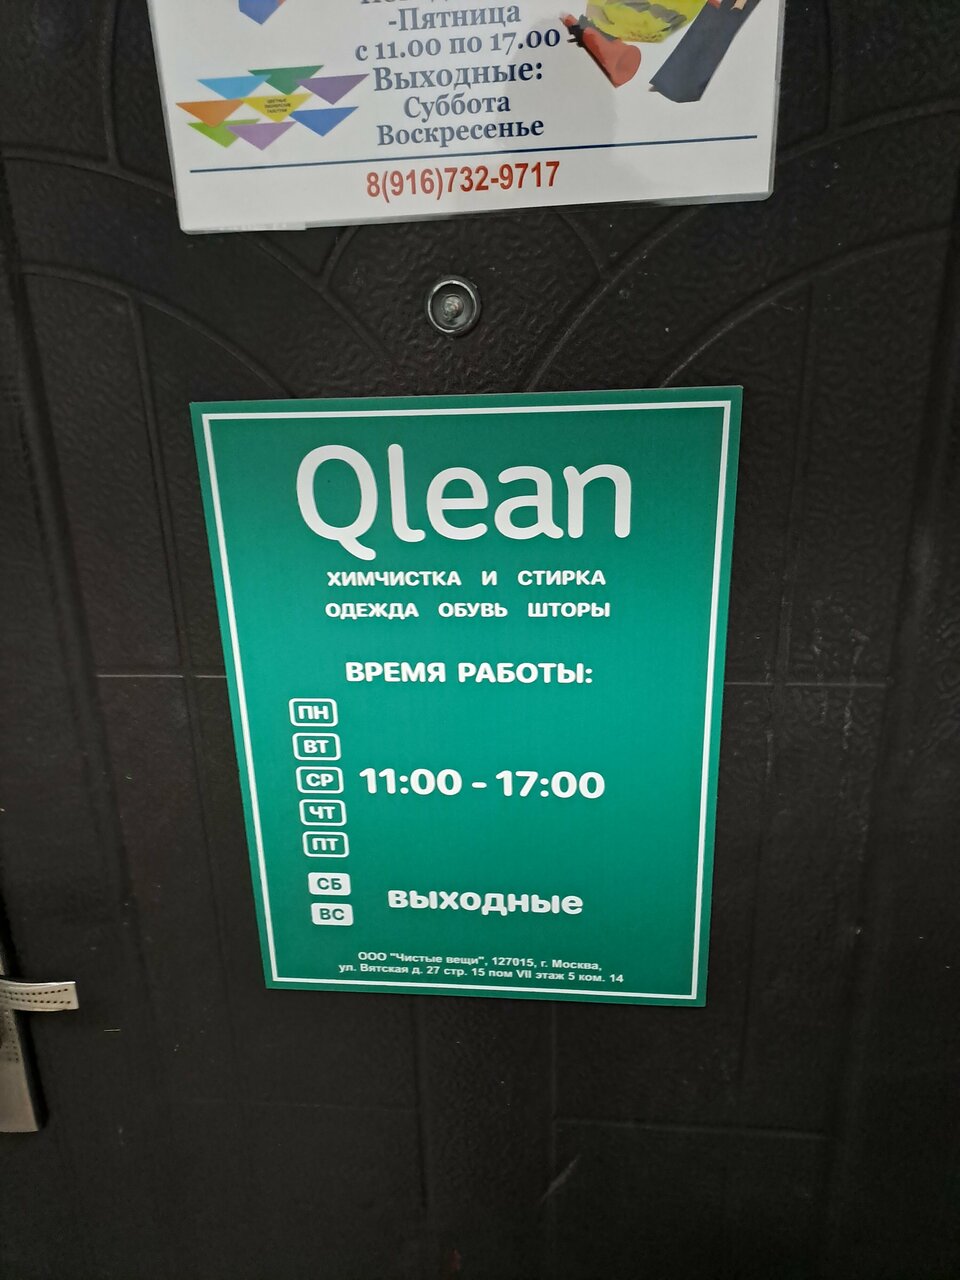 -Пятница
с 11.00 по 17.00
Выходные:
Суббота
Воскресенье
8(916)732-9717
Qlean
ХИМЧИСТКА И СТИРКА
ОДЕЖДА ОБУВЬ ШТОРЫ
ВРЕМЯ РАБОТЫ:
ПН
ВТ
СР 11:00 - 17:00
ЧТ
ПТ
СБ
ВС выходные
ООО "Чистые вещи", 127015, г. Москва,
ул. Вятская д. 27 стр. 15 пом VII этаж 5 ком. 14